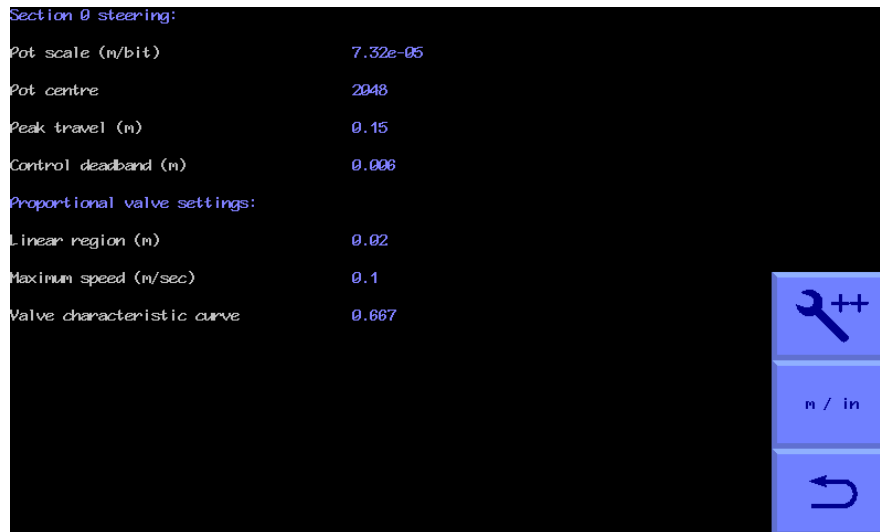 Section 0 steering:
Pot scale (m/bit) 7.32e-05
Pot centre 2048
Peak travel (m) 0.15
Control deadband (m) 0.006
Proportional valve settings:
Linear region (m) 0.02
Maximum speed (m/sec) 0.1
Valve characteristic curve 0.667
++
m / in